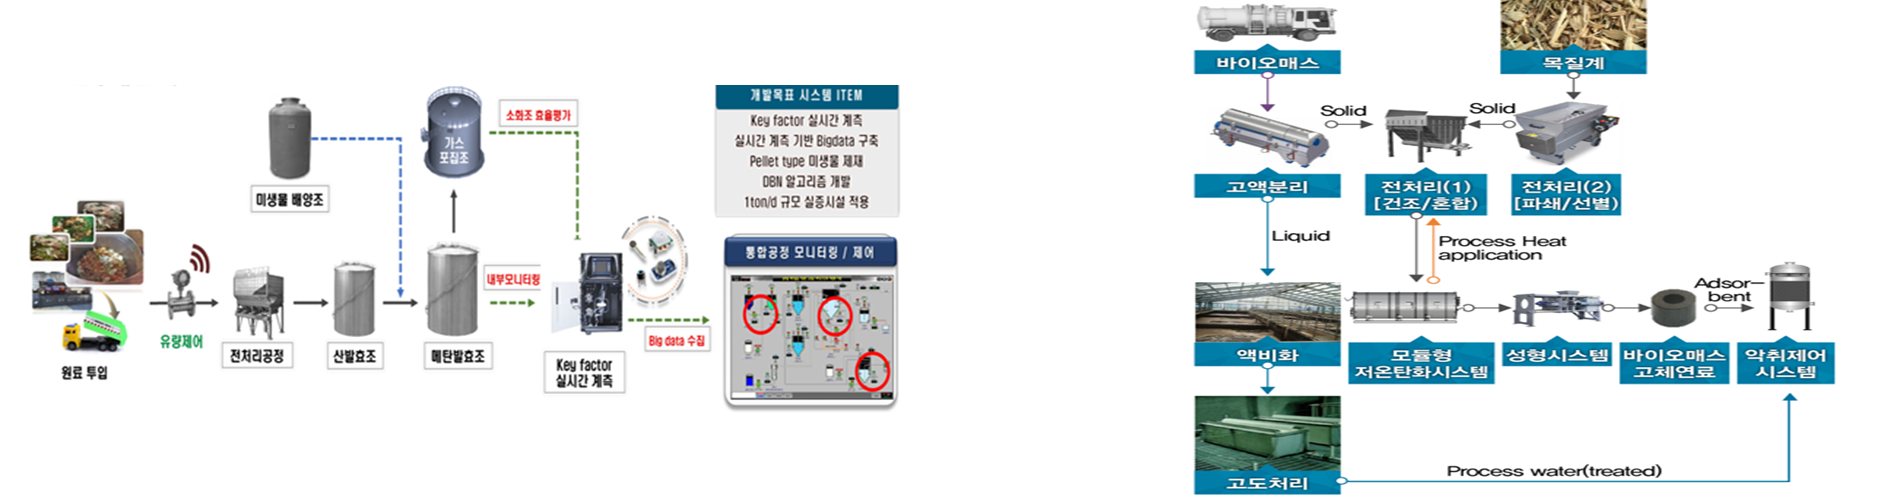 개발목표 시스템 ITEM
Key factor 실시간 계측
실시간 계측 기반 Bigdata 구축
Pellet type 미생물 제재
DBN 알고리즘 개발
1ton/d 규모 실증시설 적용
소화조 효율평가
가스
포집조
미생물 배양조
통합공정 모니터링 / 제어
내부모니터링
유량제어
전처리공정
산발효조
메탄발효조
Key factor
실시간 계측
Big data 수집
원료 투입
바이오매스
목질계
Solid
Solid
고액분리
전처리(1)
[건조/혼합)
전처리(2)
[파쇄/선별)
Liquid
Process Heat
application
Adsor-
bent
액비화
모듈형
저온탄화시스템
성형시스템
바이오매스
고체연료
악취제어
시스템
Process water(treated)
고도처리